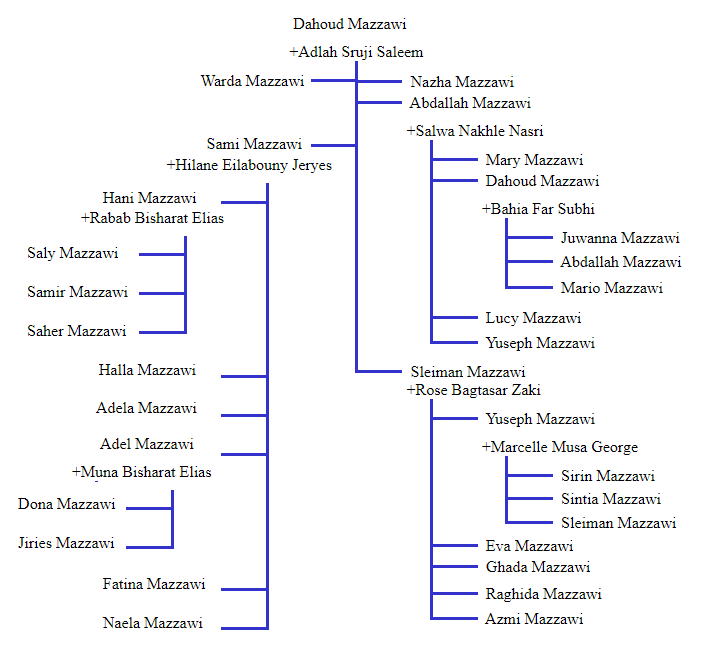 Dahoud Mazzawi
+Adlah Sruji Saleem
Warda Mazzawi
Nazha Mazzawi
Abdallah Mazzawi
+Salwa Nakhle Nasri
Sami Mazzawi
+Hilane Eilabouny Jeryes
Mary Mazzawi
Dahoud Mazzawi
Hani Mazzawi
+Rabab Bisharat Elias
+Bahia Far Subhi
Juwanna Mazzawi
Saly Mazzawi
Abdallah Mazzawi
Samir Mazzawi
Mario Mazzawi
Lucy Mazzawi
Saher Mazzawi
Yuseph Mazzawi
Halla Mazzawi
Sleiman Mazzawi
+Rose Bagtasar Zaki
Adela Mazzawi
Yuseph Mazzawi
Adel Mazzawi
+Marcelle Musa George
+Muna Bisharat Elias
Sirin Mazzawi
Dona Mazzawi
Sintia Mazzawi
Sleiman Mazzawi
Jiries Mazzawi
Eva Mazzawi
Ghada Mazzawi
Fatina Mazzawi
Raghida Mazzawi
Naela Mazzawi
Azmi Mazzawi